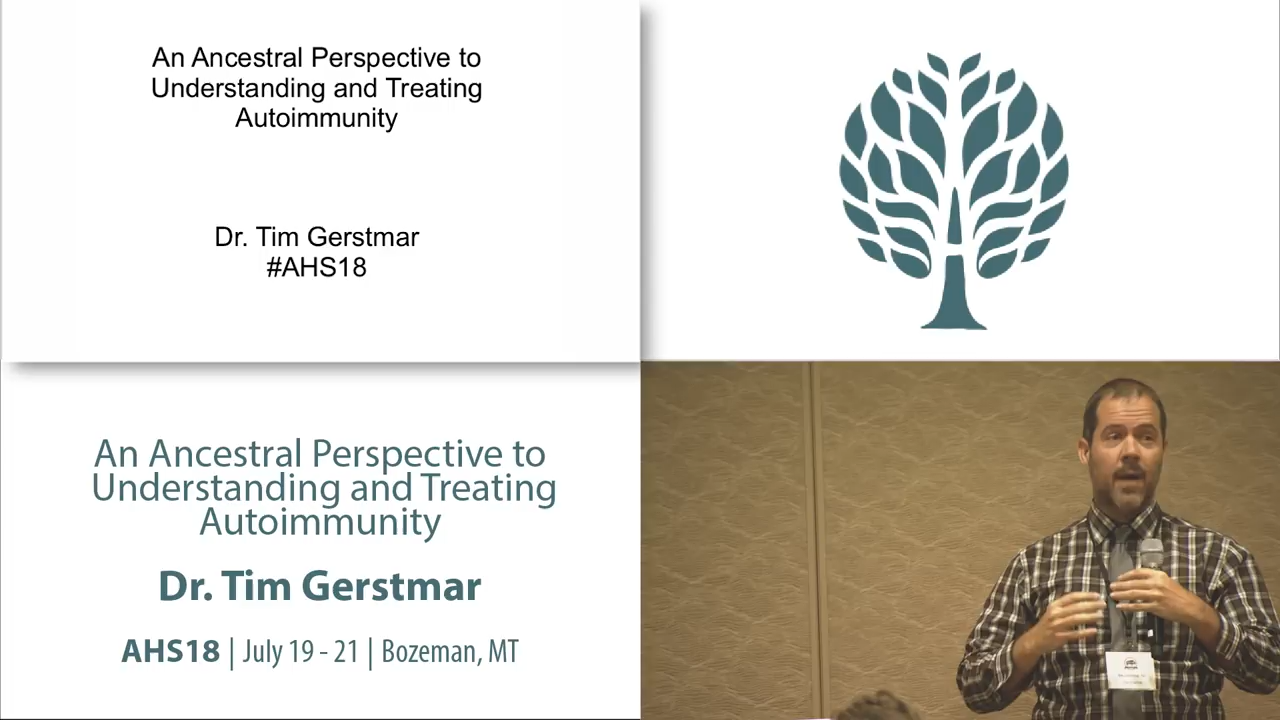 An Ancestral Perspective to
Understanding and Treating
Autoimmunity
Dr. Tim Gerstmar
#AHS18
An Ancestral Perspective to
Understanding and Treating
Autoimmunity
Dr. Tim Gerstmar
AHS18 | July 19 - 21 | Bozeman, MT